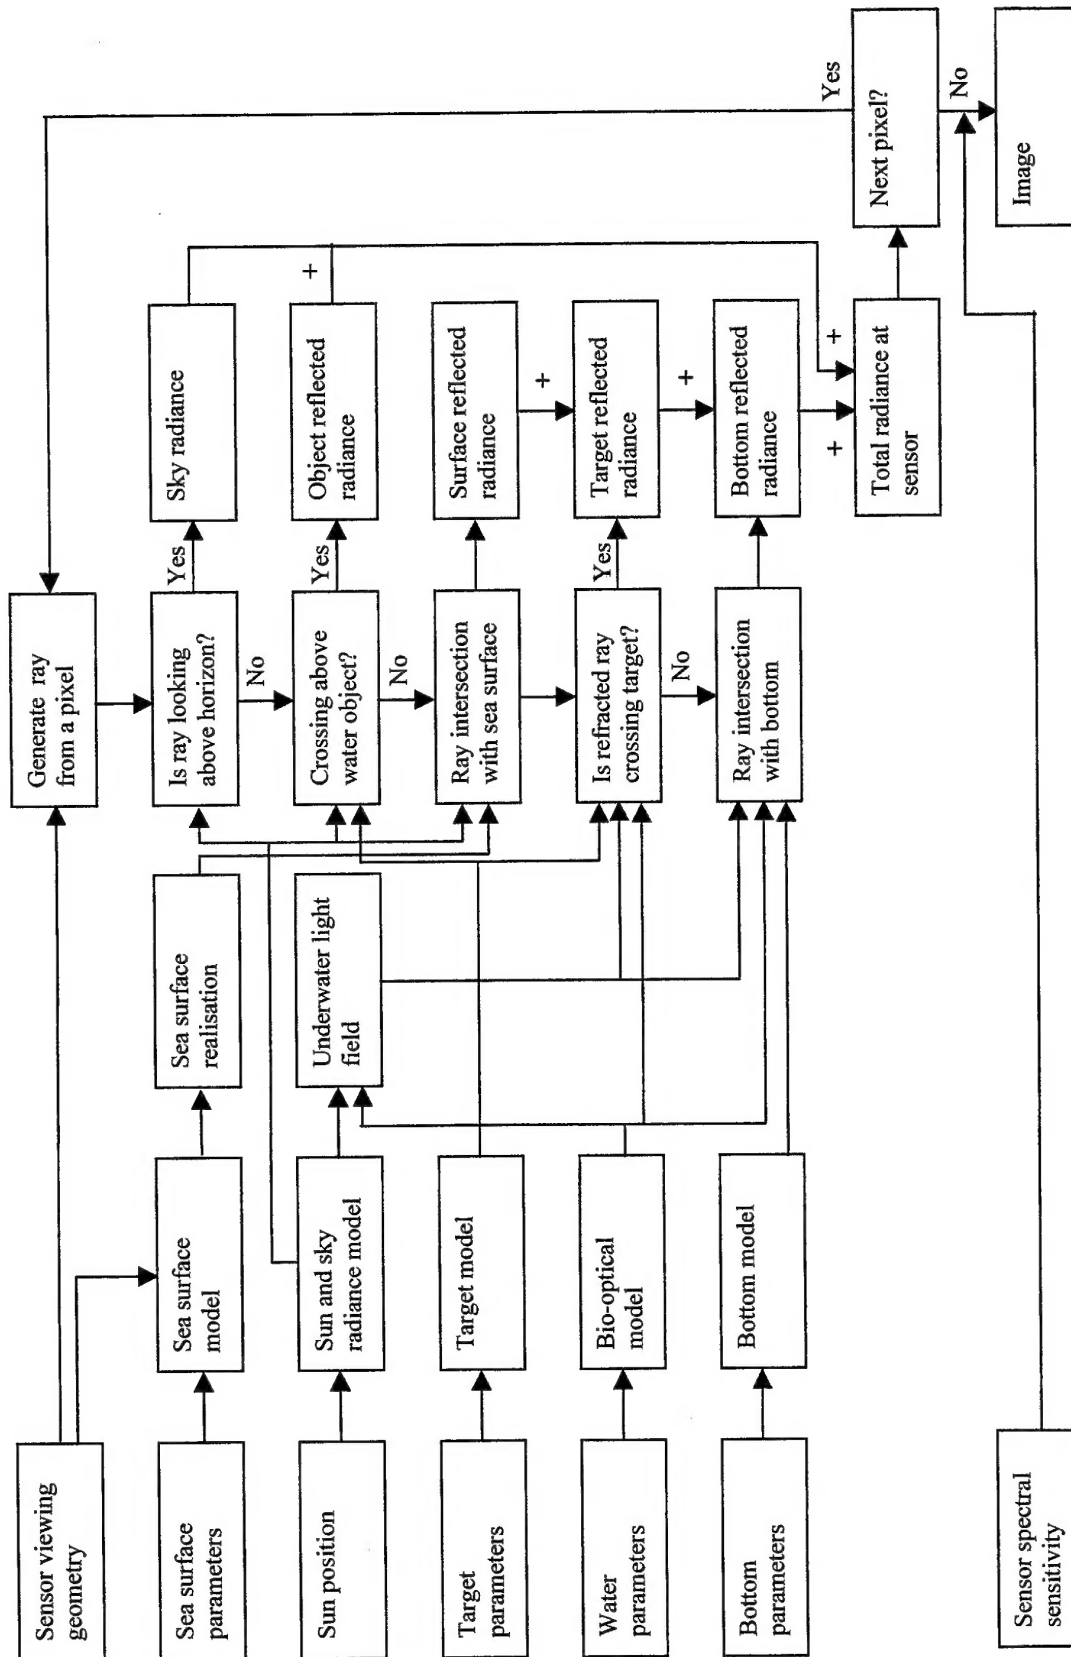 Sensor viewing
geometry
Sea surface
parameters
Sun position
Target
parameters
Water
parameters
Bottom
parameters
Sensor spectral
sensitivity
Sea surface
model
Sun and sky
radiance model
Target model
Bio-optical
model
Bottom model
Sea surface
realisation
Underwater light
field
Generate ray
from a pixel
Is ray looking
above horizon?
Yes
No
Crossing above
water object?
Yes
No
Ray intersection
with sea surface
Is refracted ray
crossing target?
Yes
No
Ray intersection
with bottom
Sky radiance
Object reflected
radiance
+
Surface reflected
radiance
+
Target reflected
radiance
+
Bottom reflected
radiance
+
+
Total radiance at
sensor
Next pixel?
Yes
No
Image